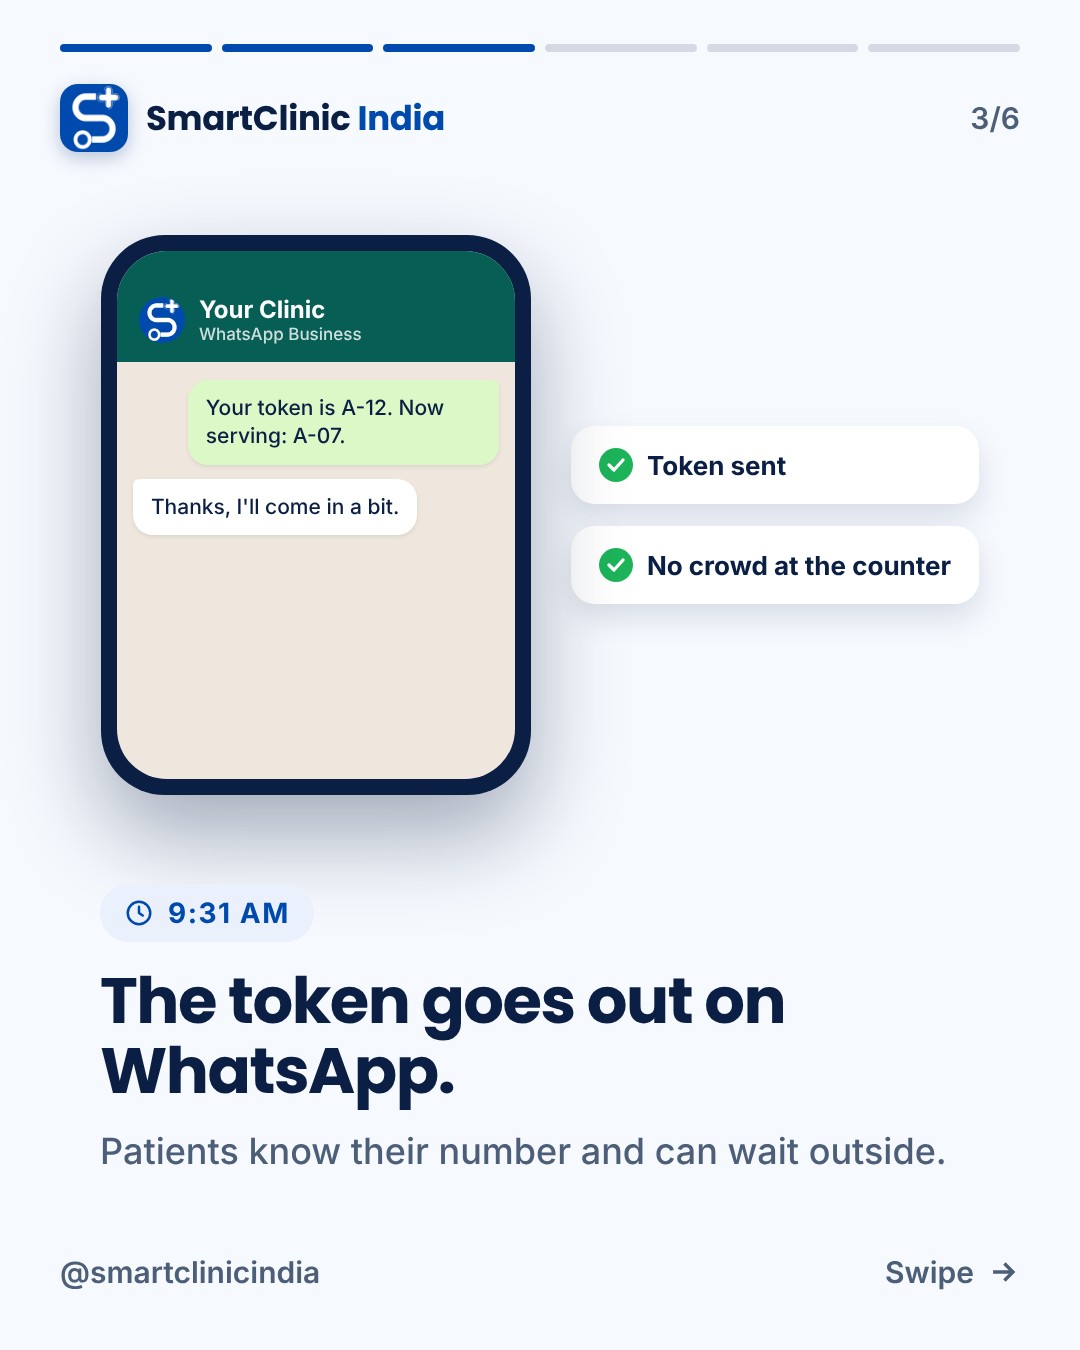 SmartClinic India
3/6
Your Clinic
WhatsApp Business
Your token is A-12. Now
serving: A-07.
Thanks, I'll come in a bit.
Token sent
No crowd at the counter
9:31 AM
The token goes out on
WhatsApp.
Patients know their number and can wait outside.
@smartclinicindia
Swipe →